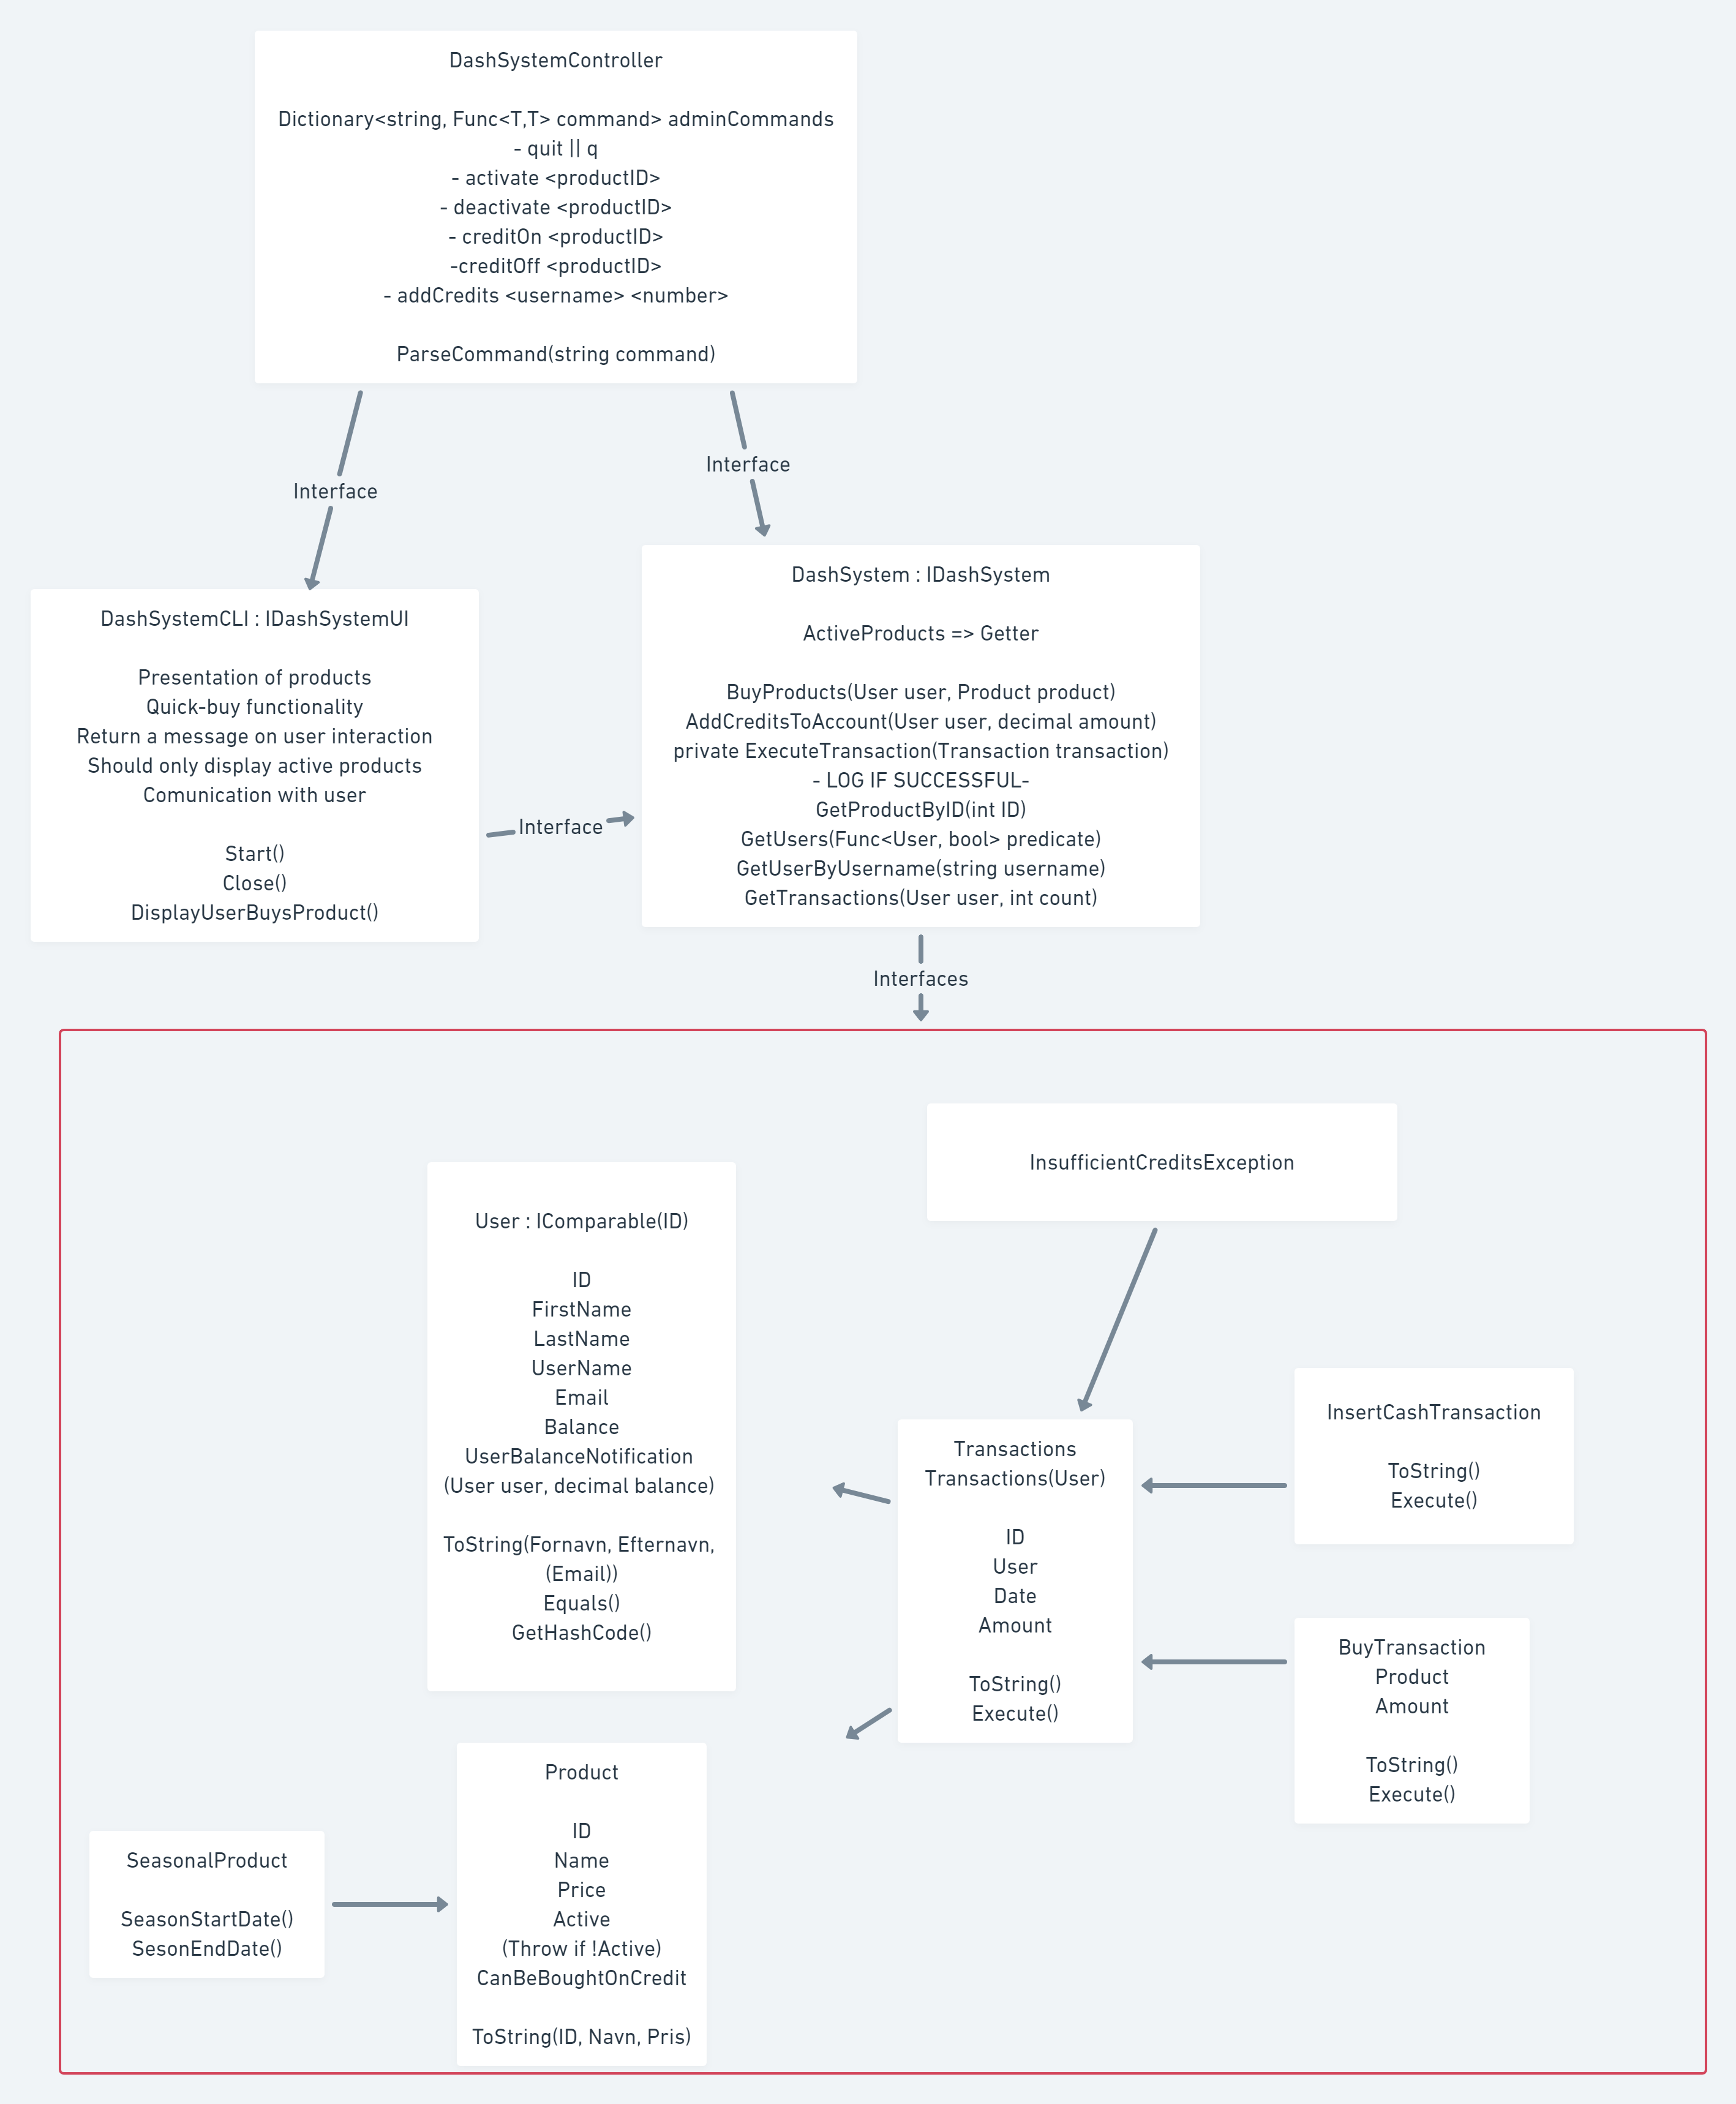 DashSystemController
Dictionary<string, Func<T,T> command> adminCommands
- quit || q
- activate <productID>
- deactivate <productID>
- creditOn <productID>
-creditOff <productID>
- addCredits <username> <number>
ParseCommand(string command)
Interface
Interface
DashSystemCLI : IDashSystemUI
Presentation of products
Quick-buy functionality
Return a message on user interaction
Should only display active products
Comunication with user
Start()
Close()
DisplayUserBuysProduct()
Interface
DashSystem : IDashSystem
ActiveProducts => Getter
BuyProducts(User user, Product product)
AddCreditsToAccount(User user, decimal amount)
private ExecuteTransaction(Transaction transaction)
- LOG IF SUCCESSFUL-
GetProductByID(int ID)
GetUsers(Func<User, bool> predicate)
GetUserByUsername(string username)
GetTransactions(User user, int count)
Interfaces
InsufficientCreditsException
User : IComparable(ID)
ID
FirstName
LastName
UserName
Email
Balance
UserBalanceNotification
(User user, decimal balance)
ToString(Fornavn, Efternavn,
(Email))
Equals()
GetHashCode()
Transactions
Transactions(User)
ID
User
Date
Amount
ToString()
Execute()
InsertCashTransaction
ToString()
Execute()
BuyTransaction
Product
Amount
ToString()
Execute()
Product
ID
Name
Price
Active
(Throw if !Active)
CanBeBoughtOnCredit
ToString(ID, Navn, Pris)
SeasonalProduct
SeasonStartDate()
SesonEndDate()